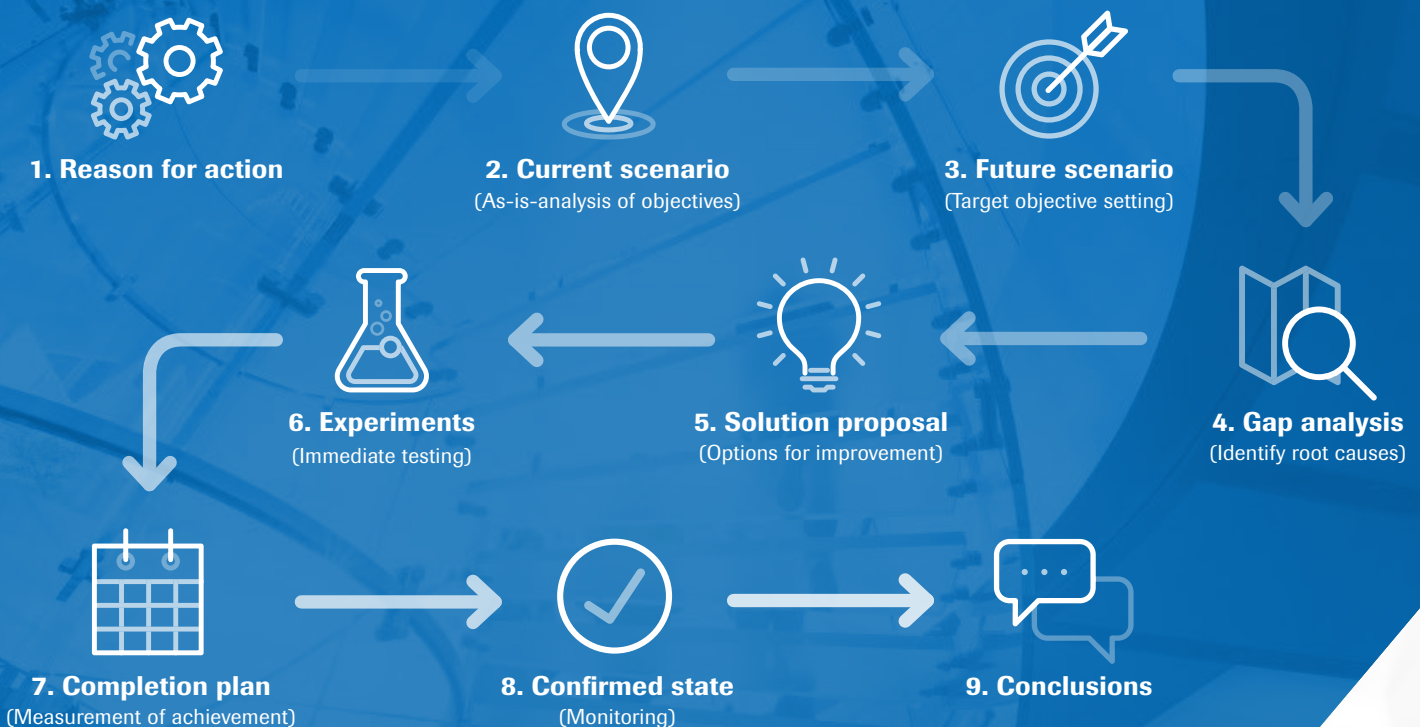 1. Reason for action
2. Current scenario
(As-is-analysis of objectives)
3. Future scenario
(Target objective setting)
4. Gap analysis
(Identify root causes)
5. Solution proposal
(Options for improvement)
6. Experiments
(Immediate testing)
7. Completion plan
(Measurement of achievement)
8. Confirmed state
(Monitoring)
9. Conclusions